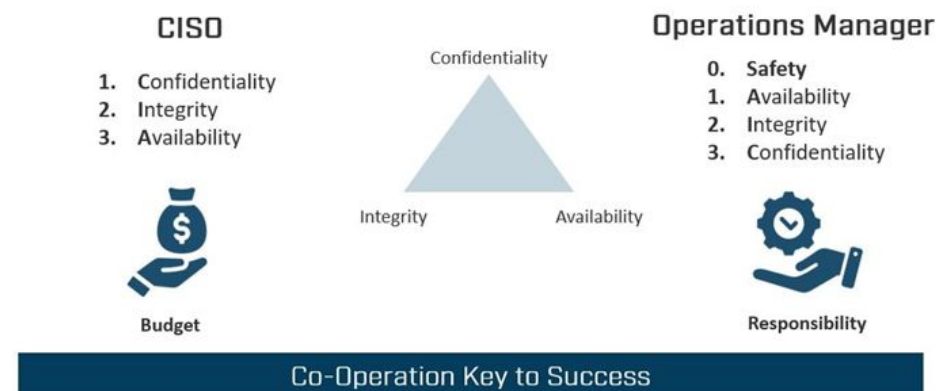 CISO
1. Confidentiality
2. Integrity
3. Availability
Budget
Confidentiality
Integrity
Availability
Operations Manager
0. Safety
1. Availability
2. Integrity
3. Confidentiality
Responsibility
Co-Operation Key to Success